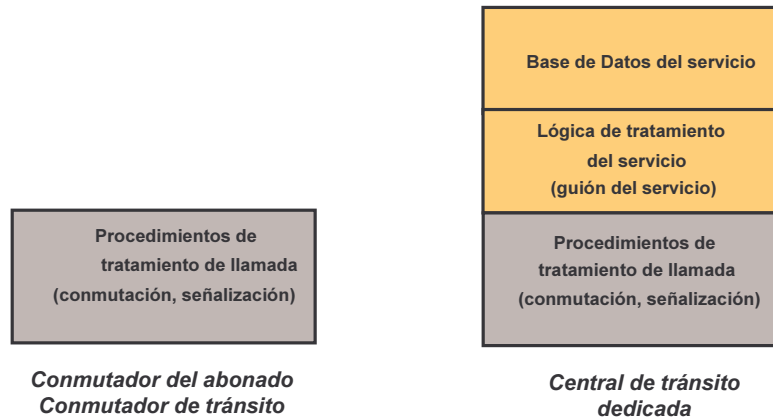 Base de Datos del servicio
Lógica de tratamiento
del servicio
(guión del servicio)
Procedimientos de
tratamiento de llamada
(conmutación, señalización)
Procedimientos de
tratamiento de llamada
(conmutación, señalización)
Conmutador del abonado
Conmutador de tránsito
Central de tránsito
dedicada